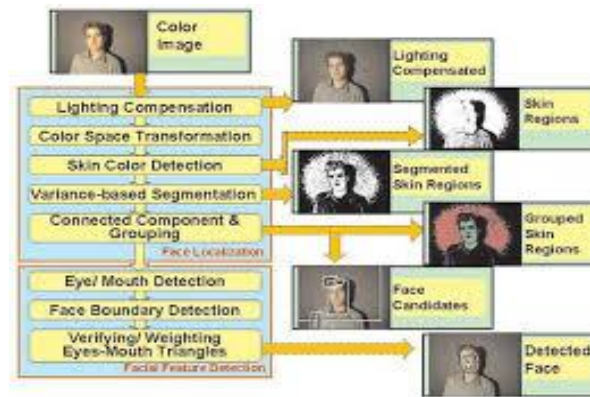 Color
Image
Lighting
Compensated
Lighting Compensation
Skin
Regions
Color Space Transformation
Skin Color Detection
Segmented
Skin Regions
Variance-based Segmentation
Connected Component &
Grouping
Grouped
Skin
Regions
Face Localization
Eye/ Mouth Detection
Face
Candidates
Face Boundary Detection
Verifying/ Weighting
Eyes-Mouth Triangles
Detected
Face
Facial Feature Detection